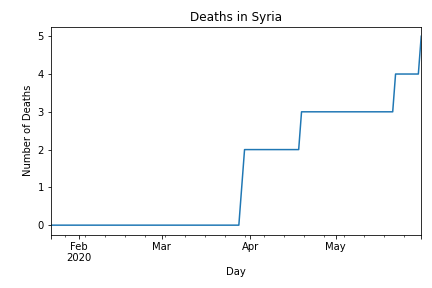 Deaths in Syria
5
4
3
2
1
0
Number of Deaths
Feb
2020
Mar
Apr
May
Day